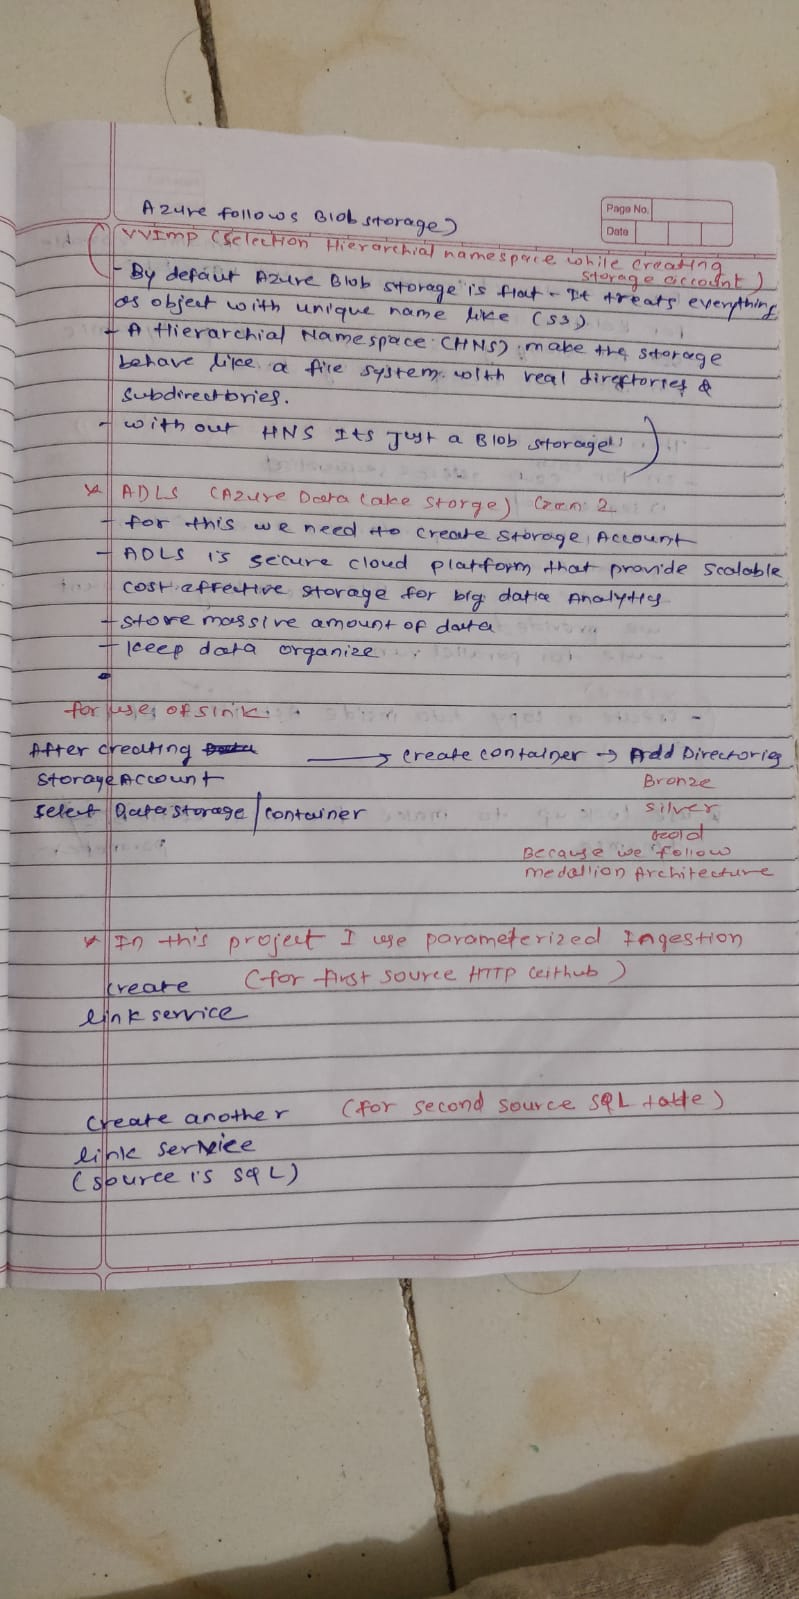 Azure follows Blob storage)
Page No.
Date
VVImp (Selection Hierarchial namespace while creating
storage account)
- By defaut Azure Blob storage is flat - It treats everything
as object with unique name like (S3)
- A Hierarchial Namespace (HNS) make the storage
behave like a file system with real directories &
subdirectories.
- without HNS Its just a Blob storage
* ADLS (Azure Data Lake Storge) Gen 2
- for this we need to create Storage Account
- ADLS is secure cloud platform that provide scalable
cost effective storage for big data Analytics
- store massive amount of data
- keep data organize
for use of sink
After creating → create container → Add Directories
Storage Account
Bronze
select Data storage / container
silver
Gold
Because we follow
medallion Architecture
* In this project I use parameterized Ingestion
create (for first source HTTP Github)
link service
create another (for second source SQL table)
link service
(source is SQL)